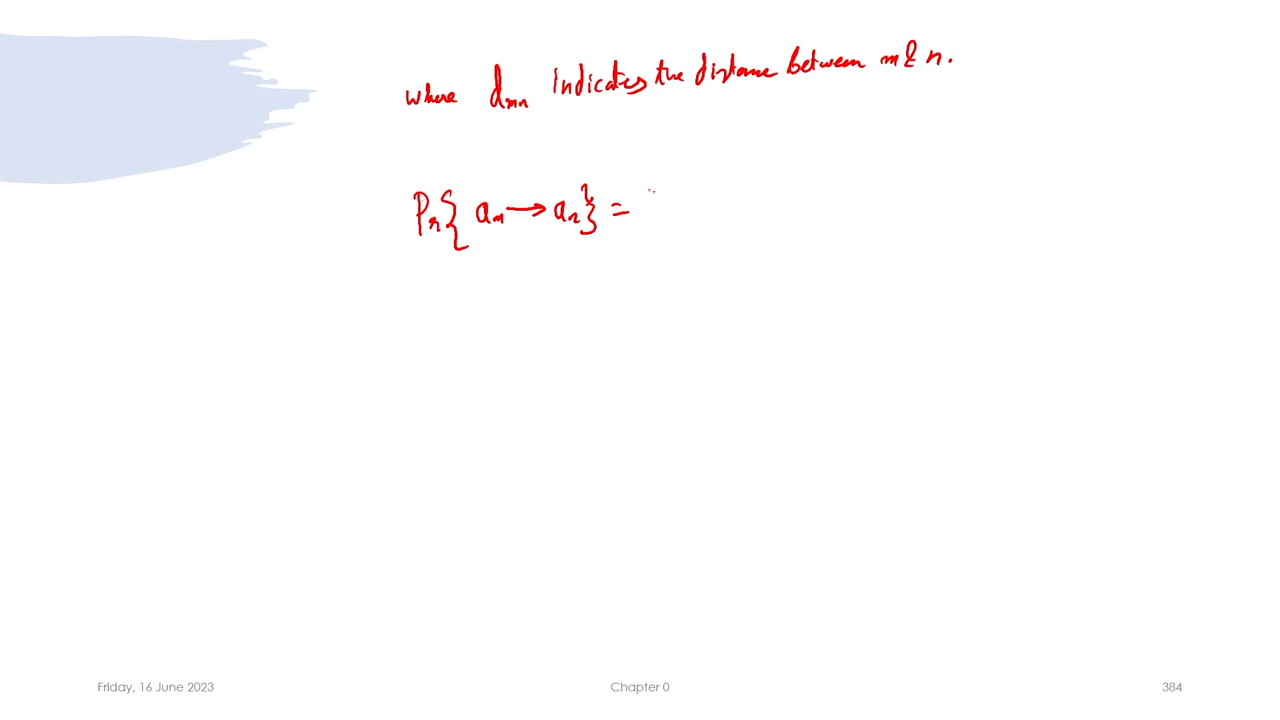 where dmn indicates the distance between m & n.
Pr{ am → an } =
Friday, 16 June 2023
Chapter 0
384